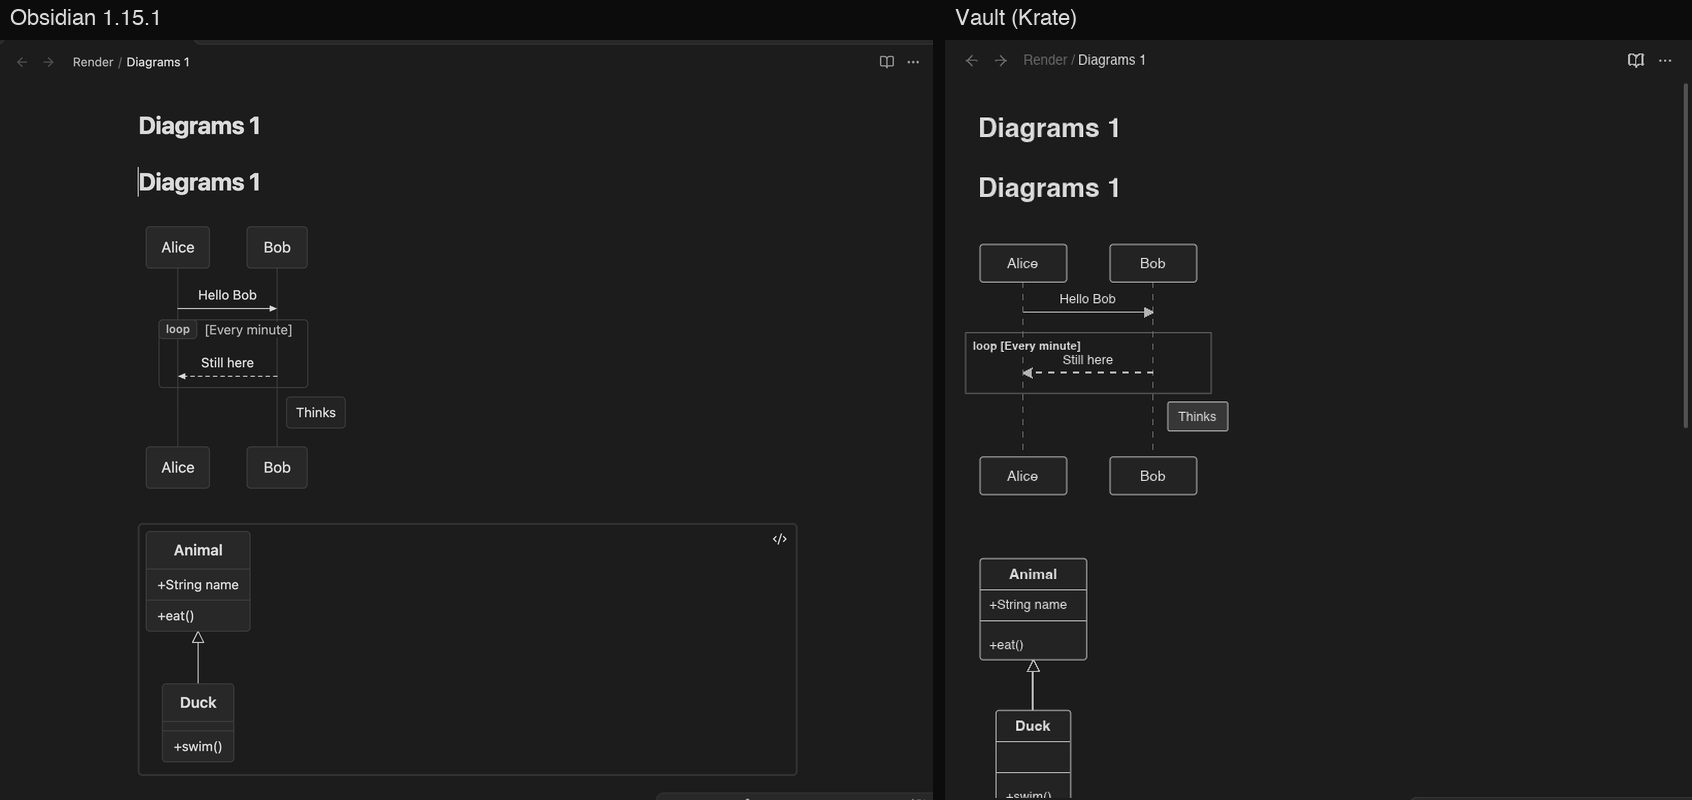 Obsidian 1.15.1
Render / Diagrams 1
Diagrams 1
Diagrams 1
Alice
Bob
Hello Bob
loop
[Every minute]
Still here
Thinks
Alice
Bob
</>
Animal
+String name
+eat()
Duck
+swim()
Vault (Krate)
Render / Diagrams 1
Diagrams 1
Diagrams 1
Alice
Bob
Hello Bob
loop [Every minute]
Still here
Thinks
Alice
Bob
Animal
+String name
+eat()
Duck
+swim()